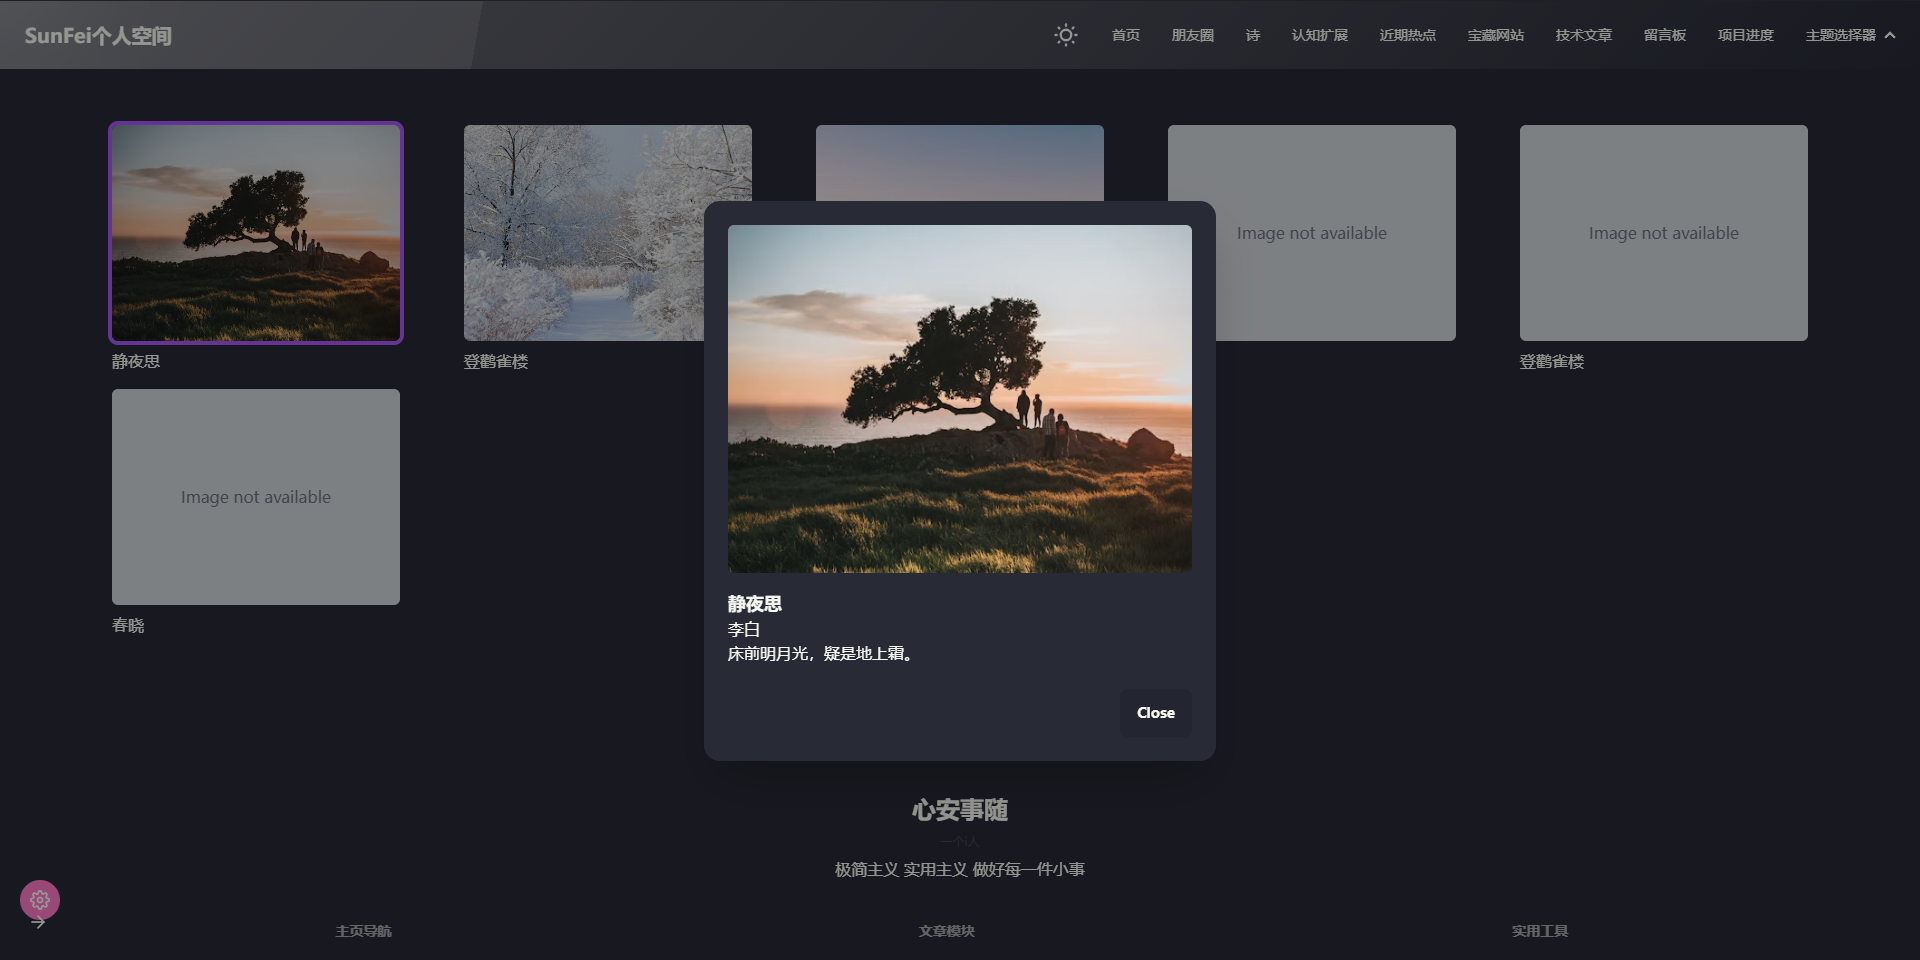 SunFei个人空间
首页 朋友圈 诗 认知扩展 近期热点 宝藏网站 技术文章 留言板 项目进度 主题选择器
Image not available
Image not available
静夜思
登鹳雀楼
登鹳雀楼
Image not available
春晓
静夜思
李白
床前明月光，疑是地上霜。
Close
心安事随
一个人
极简主义 实用主义 做好每一件小事
主页导航 文章模块 实用工具